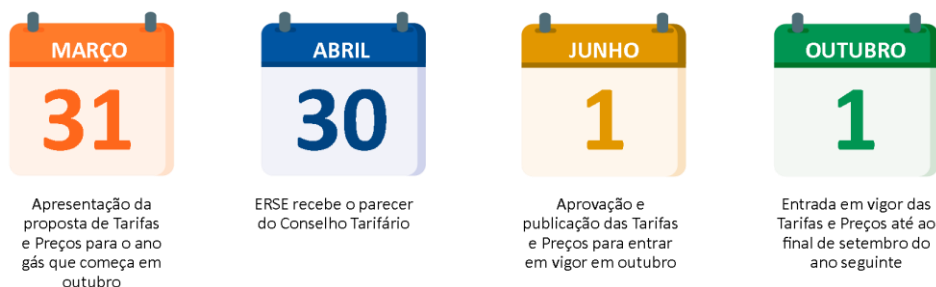 MARÇO
31
Apresentação da
proposta de Tarifas
e Preços para o ano
gás que começa em
outubro
ABRIL
30
ERSE recebe o parecer
do Conselho Tarifário
JUNHO
1
Aprovação e
publicação das Tarifas
e Preços para entrar
em vigor em outubro
OUTUBRO
1
Entrada em vigor das
Tarifas e Preços até ao
final de setembro do
ano seguinte